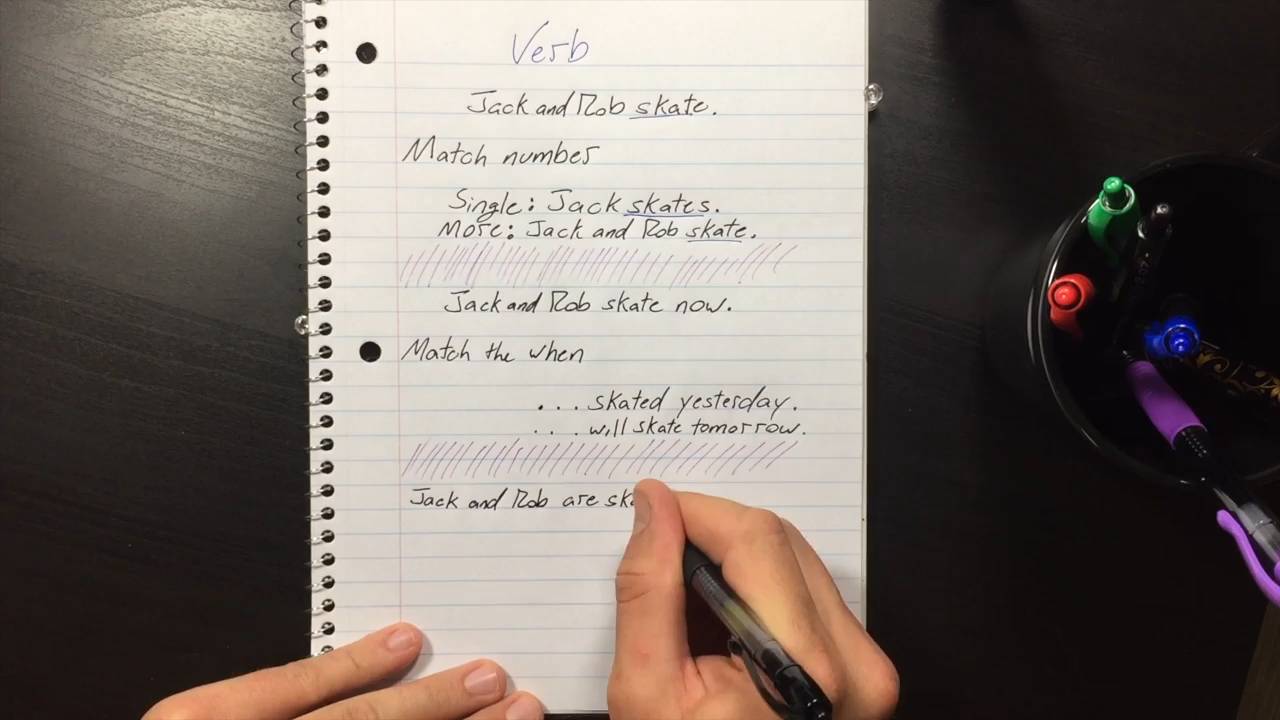 Verb
Jack and Rob skate.
Match number
Single: Jack skates.
More: Jack and Rob skate.
Jack and Rob skate now.
Match the when
... skated yesterday.
... will skate tomorrow.
Jack and Rob are